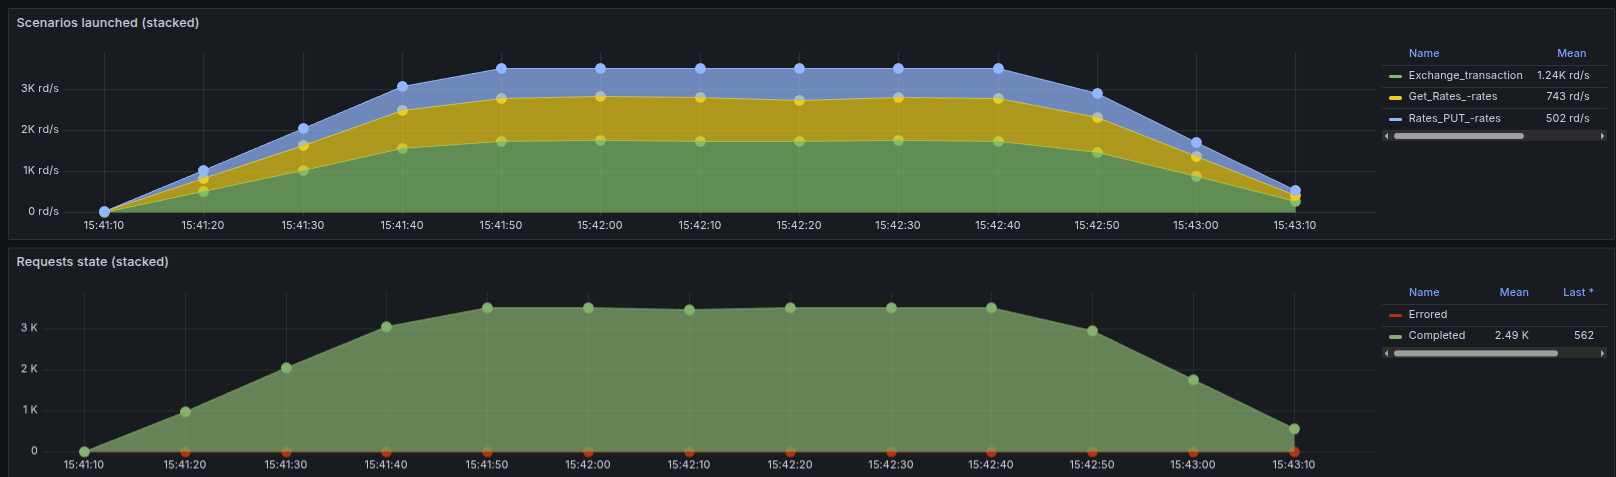 Scenarios launched (stacked)
Name Mean
3K rd/s
2K rd/s
1K rd/s
0 rd/s
Exchange_transaction 1.24K rd/s
Get_Rates_-rates 743 rd/s
Rates_PUT_-rates 502 rd/s
15:41:10 15:41:20 15:41:30 15:41:40 15:41:50 15:42:00 15:42:10 15:42:20 15:42:30 15:42:40 15:42:50 15:43:00 15:43:10
Requests state (stacked)
Name Mean Last *
3 K
2 K
1 K
0
Errored
Completed 2.49 K 562
15:41:10 15:41:20 15:41:30 15:41:40 15:41:50 15:42:00 15:42:10 15:42:20 15:42:30 15:42:40 15:42:50 15:43:00 15:43:10